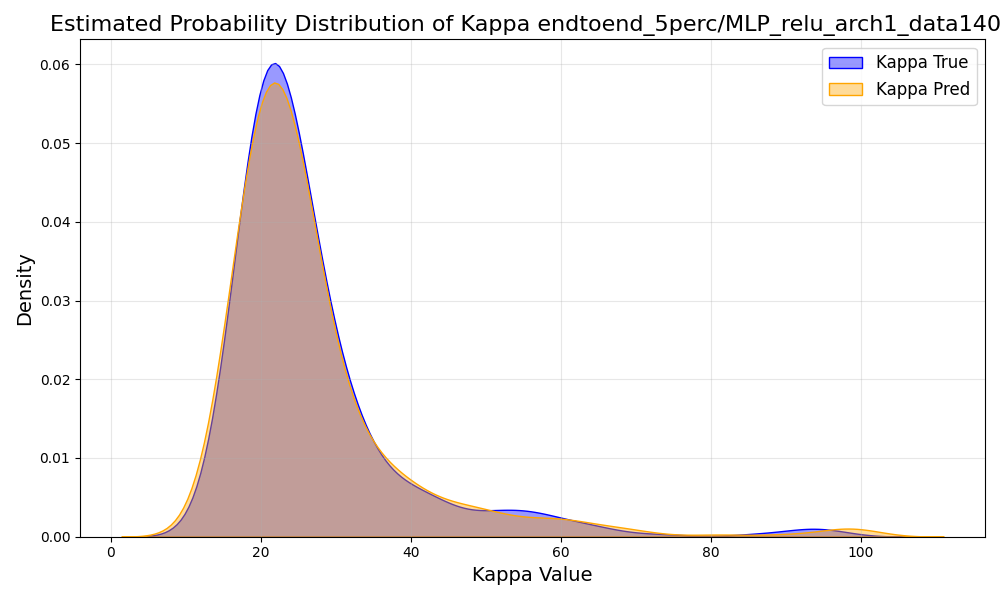 Estimated Probability Distribution of Kappa endtoend_5perc/MLP_relu_arch1_data140
Kappa True
Kappa Pred
Density
0.06
0.05
0.04
0.03
0.02
0.01
0.00
0 20 40 60 80 100
Kappa Value